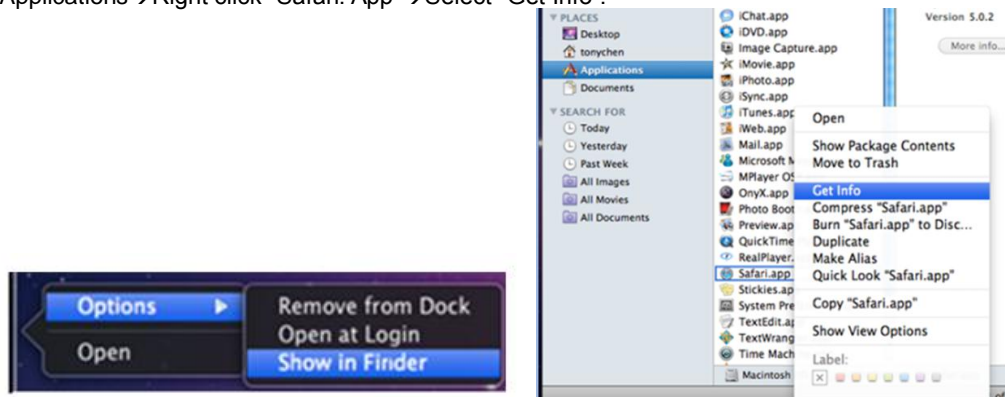 Applications→Right click "Safari. App"→Select "Get Info".
Options
Open
Remove from Dock
Open at Login
Show in Finder
PLACES
Desktop
tonychen
Applications
Documents
SEARCH FOR
Today
Yesterday
Past Week
All Images
All Movies
All Documents
iChat.app
iDVD.app
Image Capture.app
iMovie.app
iPhoto.app
iSync.app
iTunes.app
iWeb.app
Mail.app
Microsoft M
MPlayer OS
OnyX.app
Photo Boot
Preview.ap
QuickTime
RealPlayer.
Safari.app
Stickies.ap
System Pre
TextEdit.ap
TextWrang
Time Mach
Macintosh
Open
Show Package Contents
Move to Trash
Get Info
Compress "Safari.app"
Burn "Safari.app" to Disc...
Duplicate
Make Alias
Quick Look "Safari.app"
Copy "Safari.app"
Show View Options
Label:
Version 5.0.2
More info...